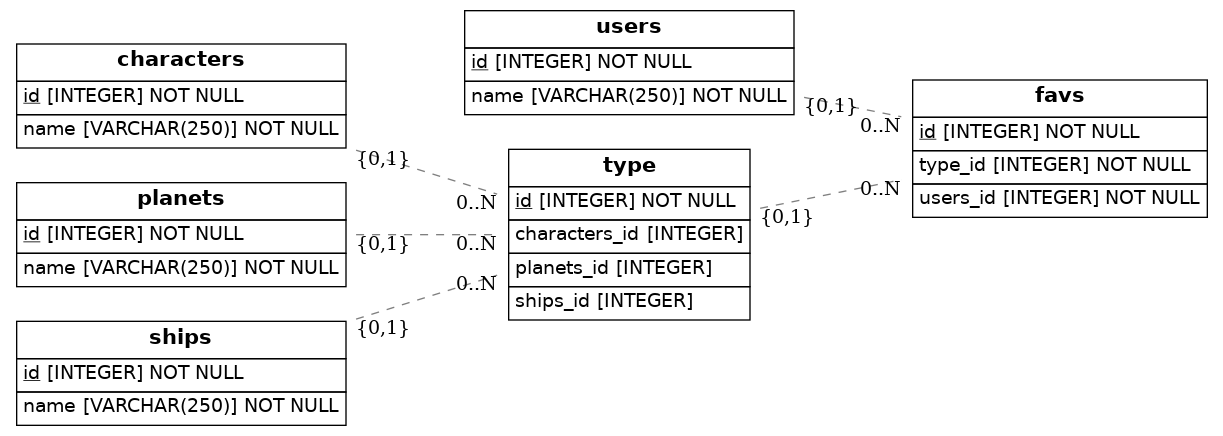 users
id [INTEGER] NOT NULL
name [VARCHAR(250)] NOT NULL
characters
id [INTEGER] NOT NULL
name [VARCHAR(250)] NOT NULL
favs
id [INTEGER] NOT NULL
type_id [INTEGER] NOT NULL
users_id [INTEGER] NOT NULL
{0,1}
0..N
{0,1}
0..N
type
id [INTEGER] NOT NULL
characters_id [INTEGER]
planets_id [INTEGER]
ships_id [INTEGER]
{0,1}
0..N
planets
id [INTEGER] NOT NULL
name [VARCHAR(250)] NOT NULL
{0,1}
0..N
ships
id [INTEGER] NOT NULL
name [VARCHAR(250)] NOT NULL
{0,1}
0..N